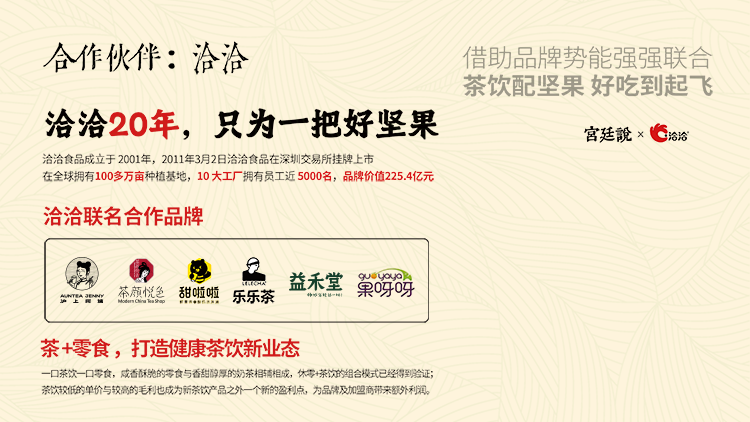 合作伙伴：洽洽
借助品牌势能强强联合
茶饮配坚果 好吃到起飞
洽洽20年，只为一把好坚果
宫廷說 × 洽洽
洽洽食品成立于 2001年，2011年3月2日洽洽食品在深圳交易所挂牌上市
在全球拥有100多万亩种植基地，10 大工厂拥有员工近 5000名，品牌价值225.4亿元
洽洽联名合作品牌
AUNTEA JENNY
沪上阿姨
茶颜悦色
Modern China Tea Shop
甜啦啦
LELECHA
乐乐茶
益禾堂
guoyaya
果呀呀
茶+零食，打造健康茶饮新业态
一口茶饮一口零食，咸香酥脆的零食与香甜醇厚的奶茶相辅相成，休零+茶饮的组合模式已经得到验证；
茶饮较低的单价与较高的毛利也成为新茶饮产品之外一个新的盈利点，为品牌及加盟商带来额外利润。